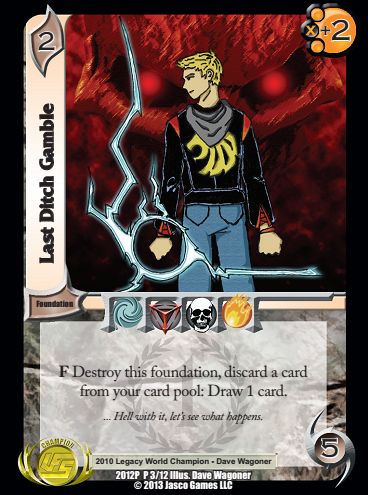 2
X+2
Last Ditch Gamble
Foundation
F Destroy this foundation, discard a card
from your card pool: Draw 1 card.
... Hell with it, let's see what happens.
CHAMPION
UFS
2010 Legacy World Champion - Dave Wagoner
5
2012P P 3/12 Illus. Dave Wagoner
© 2013 Jasco Games LLC